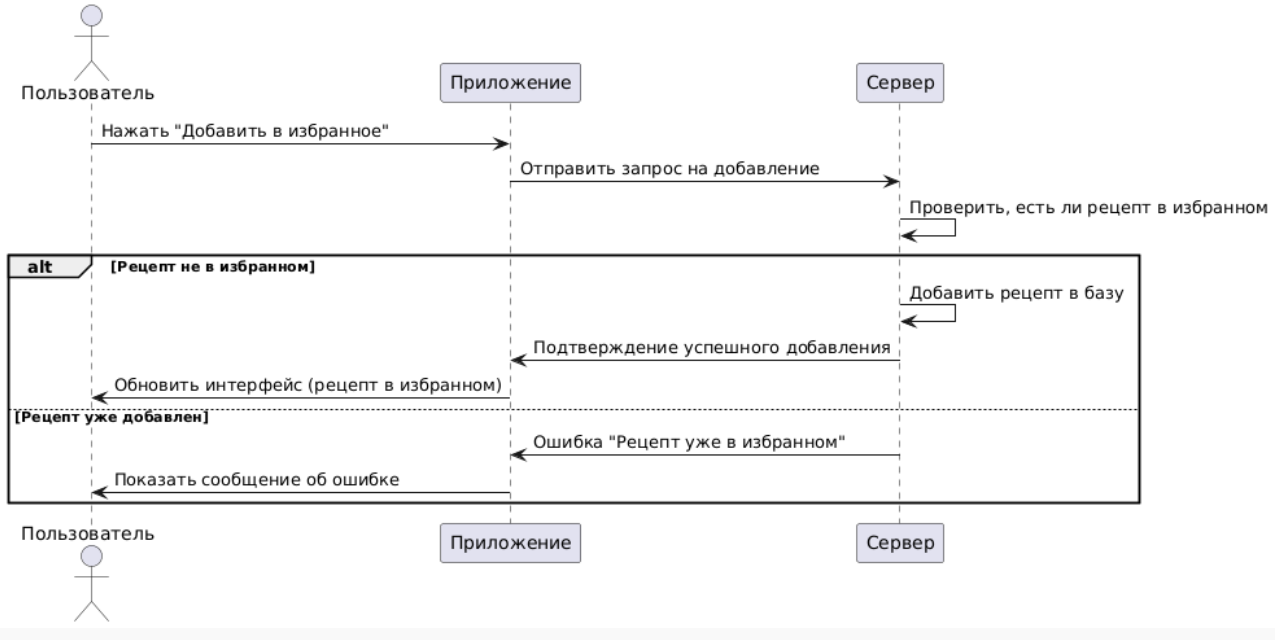 Пользователь
Приложение
Сервер
Нажать "Добавить в избранное"
Отправить запрос на добавление
Проверить, есть ли рецепт в избранном
alt
[Рецепт не в избранном]
Добавить рецепт в базу
Подтверждение успешного добавления
Обновить интерфейс (рецепт в избранном)
[Рецепт уже добавлен]
Ошибка "Рецепт уже в избранном"
Показать сообщение об ошибке
Пользователь
Приложение
Сервер